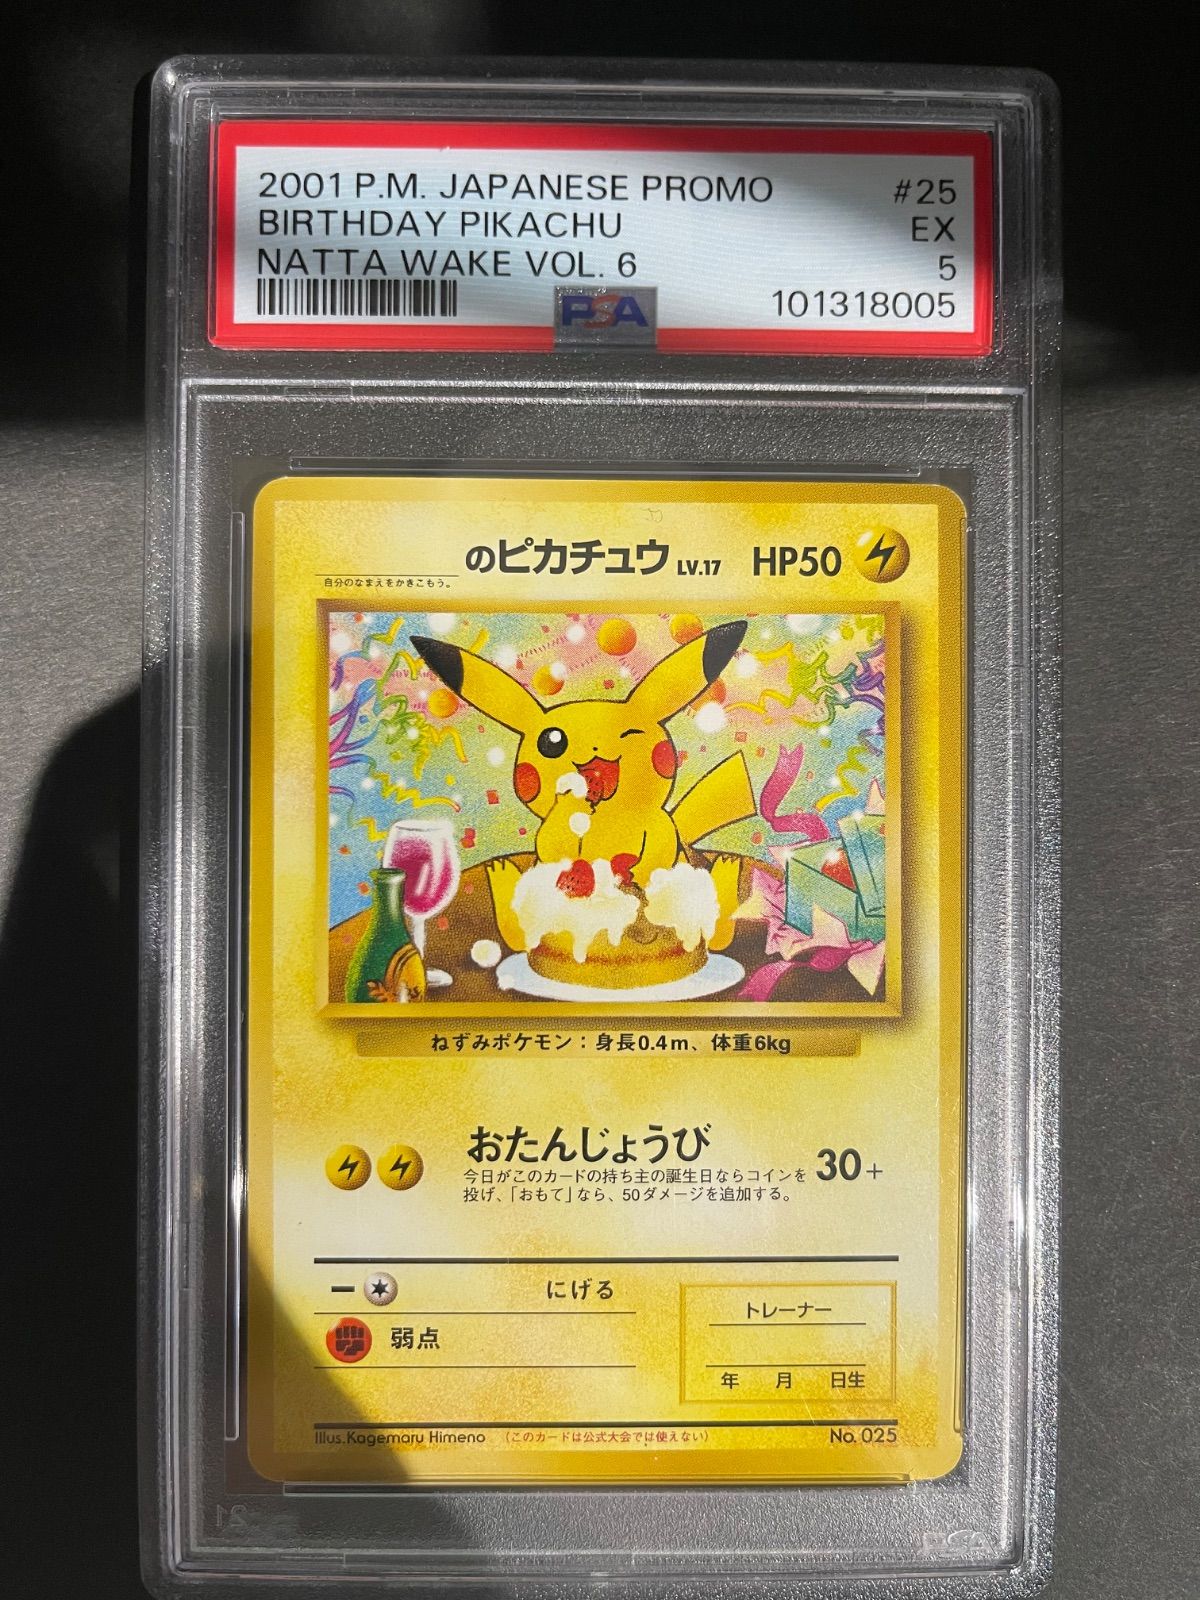 2001 P.M. JAPANESE PROMO #25
BIRTHDAY PIKACHU EX
NATTA WAKE VOL. 6 5
101318005
PSA
のピカチュウ LV.17 HP50
自分のなまえをかきこもう。
ねずみポケモン：身長0.4m、体重6kg
おたんじょうび 30+
今日がこのカードの持ち主の誕生日ならコインを
投げ、「おもて」なら、50ダメージを追加する。
にげる
弱点
トレーナー
年 月 日生
Illus. Kagemaru Himeno (このカードは公式大会では使えない) No. 025
PSA